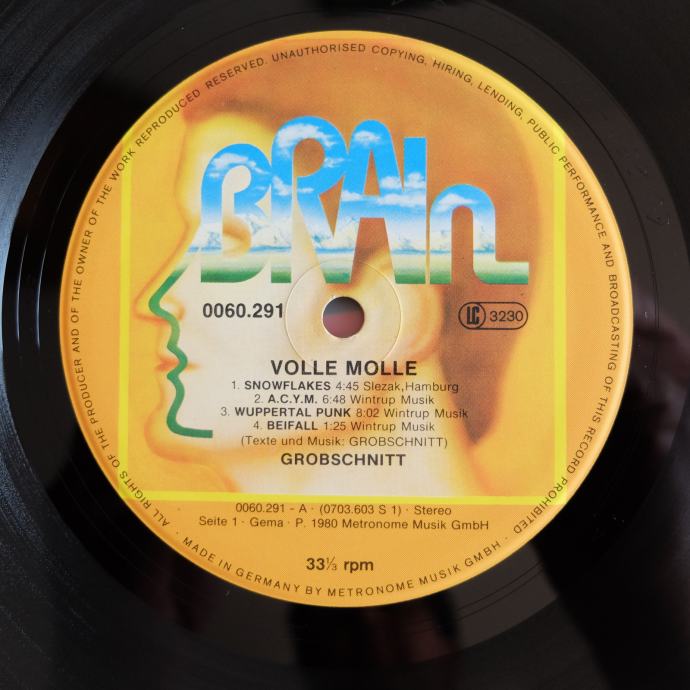 ALL RIGHTS OF THE PRODUCER AND OF THE OWNER OF THE WORK REPRODUCED RESERVED. UNAUTHORISED COPYING, HIRING, LENDING, PUBLIC PERFORMANCE AND BROADCASTING OF THIS RECORD PROHIBITED ·
BRAIn
0060.291
LC 3230
VOLLE MOLLE
1. SNOWFLAKES 4:45 Slezak,Hamburg
2. A.C.Y.M. 6:48 Wintrup Musik
3. WUPPERTAL PUNK 8:02 Wintrup Musik
4. BEIFALL 1:25 Wintrup Musik
(Texte und Musik: GROBSCHNITT)
GROBSCHNITT
0060.291 - A · (0703.603 S 1) · Stereo
Seite 1 · Gema · P. 1980 Metronome Musik GmbH
33⅓ rpm
· MADE IN GERMANY BY METRONOME MUSIK GMBH ·